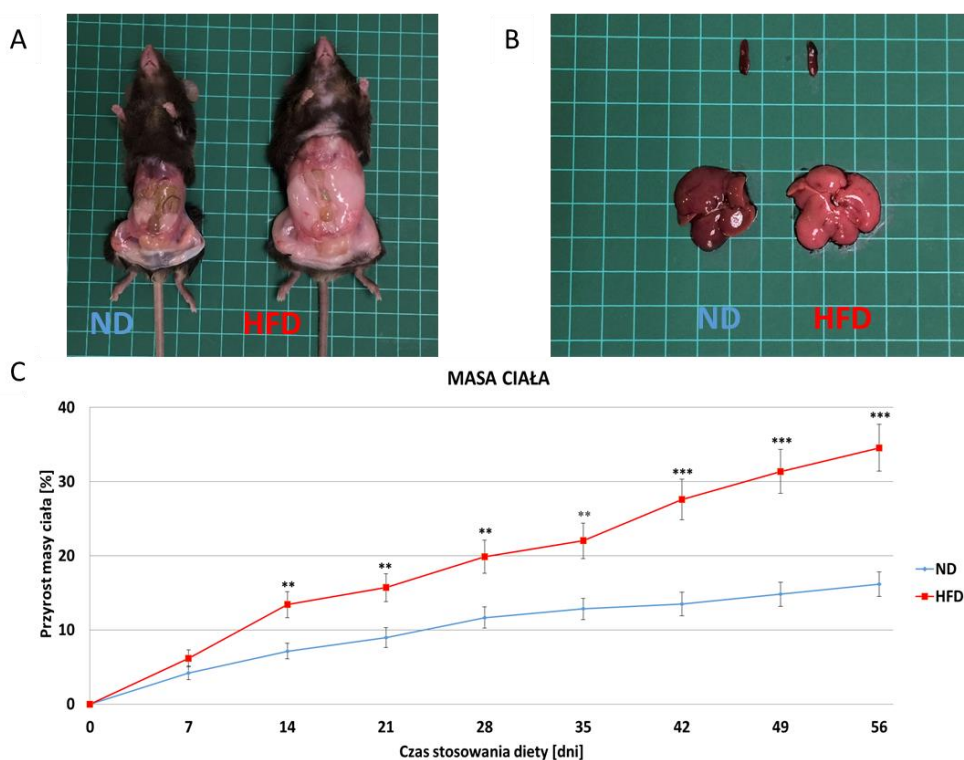 A
B
ND
HFD
ND
HFD
C
MASA CIAŁA
Przyrost masy ciała [%]
40
30
20
10
0
**
**
**
**
***
***
***
ND
HFD
0 7 14 21 28 35 42 49 56
Czas stosowania diety [dni]